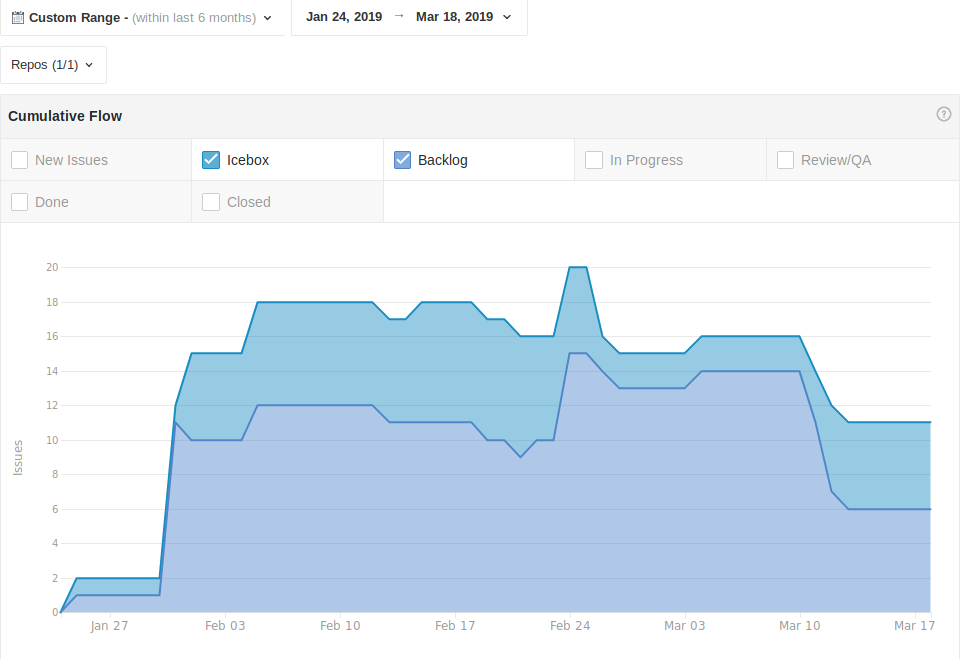 Custom Range - (within last 6 months)
Jan 24, 2019 → Mar 18, 2019
Repos (1/1)
Cumulative Flow
?
New Issues
Icebox
Backlog
In Progress
Review/QA
Done
Closed
20
18
16
14
12
10
8
6
4
2
0
Issues
Jan 27
Feb 03
Feb 10
Feb 17
Feb 24
Mar 03
Mar 10
Mar 17